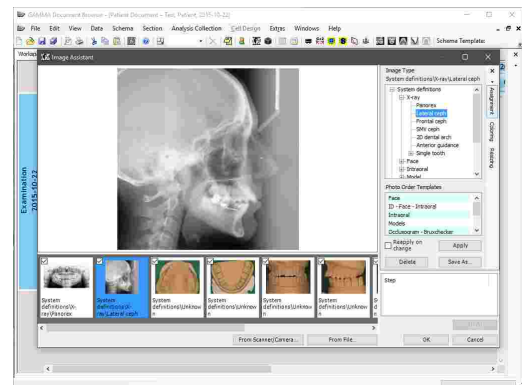 GAMMA Document Browser - [Patient Document - Test, Patient, 2015-10-22]
File Edit View Data Schema Section Analysis Collection Cell Design Extras Windows Help
Schema Template:
Image Assistant
Examination
2015-10-22
Image Type
System definitions\X-ray\Lateral ceph
System definitions
X-ray
Panorex
Lateral ceph
Frontal ceph
SMV ceph
2D dental arch
Anterior guidance
Single tooth
Face
Intraoral
Model
Assignment
Coloring
Rotating
Photo Order Templates
Face
ID - Face - Intraoral
Intraoral
Models
Occlusogram - Bruxchecker
Reapply on change
Apply
Delete
Save As...
Step
System definitions\X-ray\Panorex
System definitions\X-ray\Lateral ceph
System definitions\Unknown
System definitions\Unknown
System definitions\Unknown
System definitions\Unknown
From Scanner/Camera...
From File...
OK
Cancel